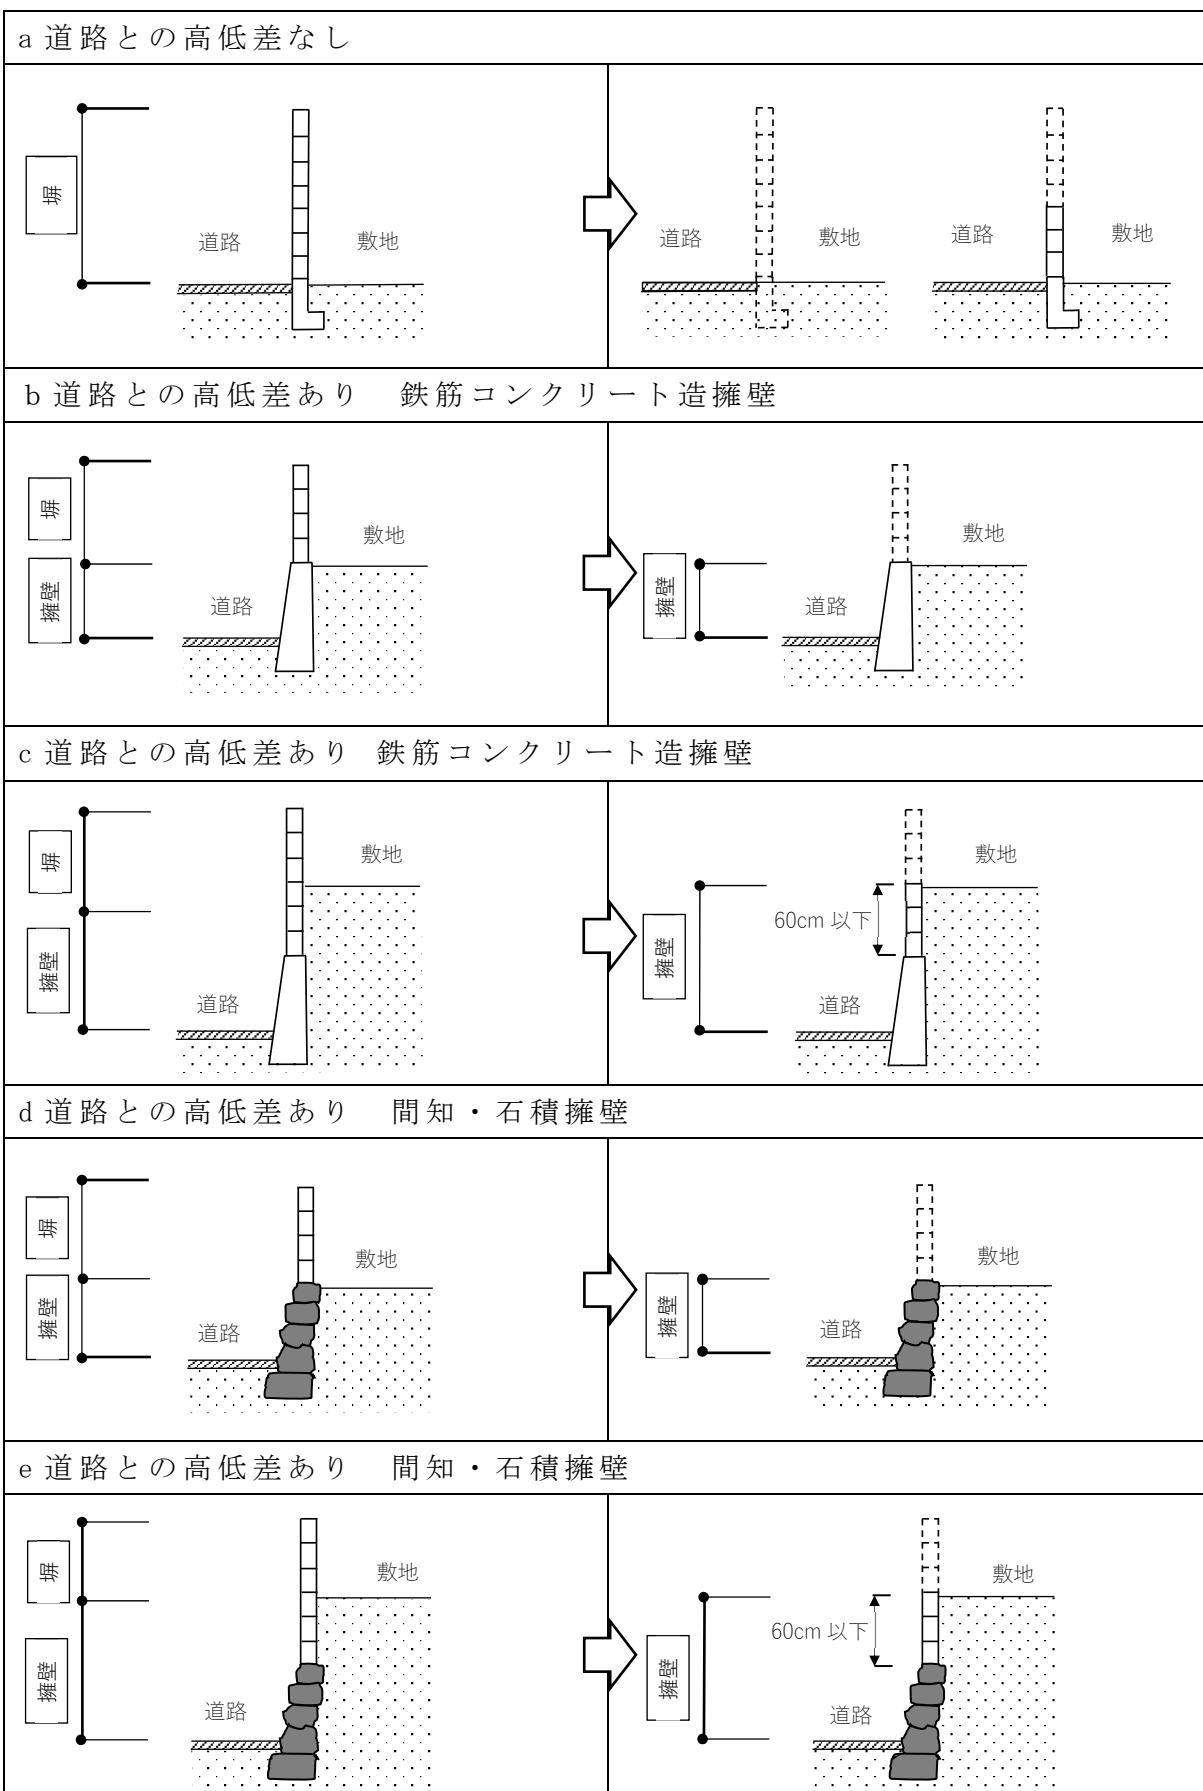 a 道路との高低差なし
塀
道路
敷地
道路
敷地
道路
敷地
b 道路との高低差あり　鉄筋コンクリート造擁壁
塀
擁壁
道路
敷地
擁壁
道路
敷地
c 道路との高低差あり 鉄筋コンクリート造擁壁
塀
擁壁
道路
敷地
擁壁
60cm 以下
道路
敷地
d 道路との高低差あり　間知・石積擁壁
塀
擁壁
道路
敷地
擁壁
道路
敷地
e 道路との高低差あり　間知・石積擁壁
塀
擁壁
道路
敷地
擁壁
60cm 以下
道路
敷地